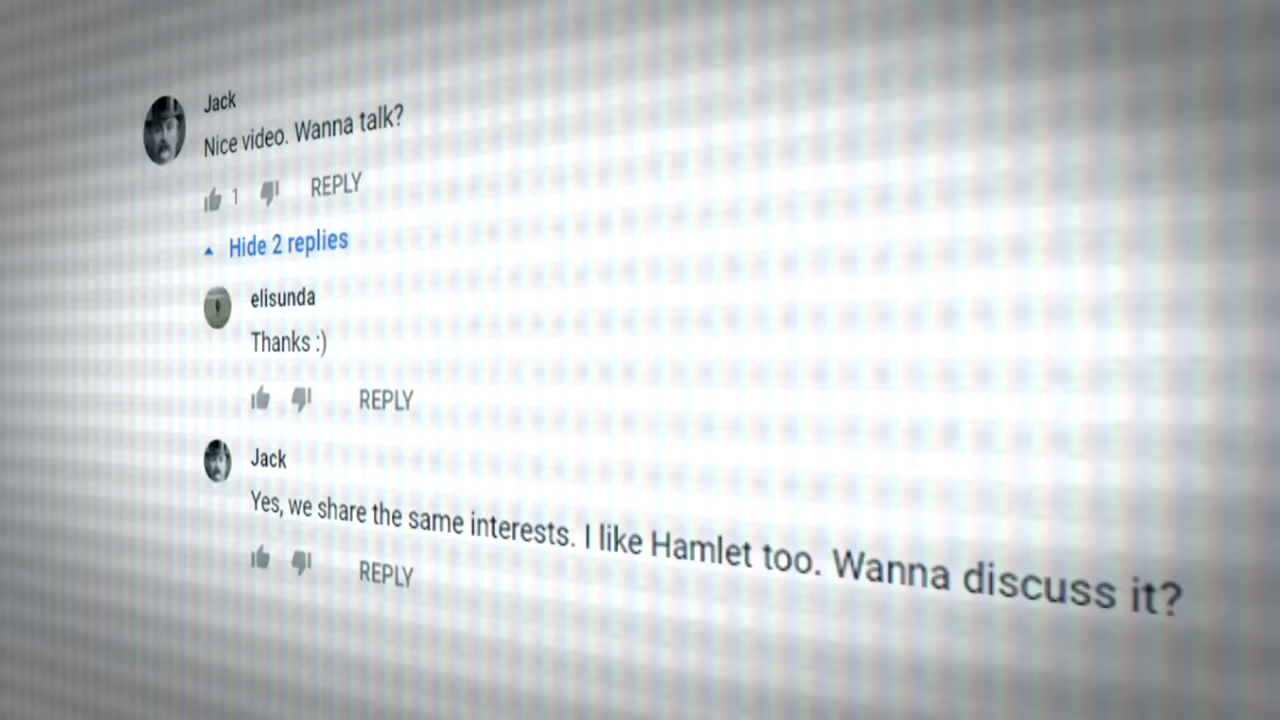 Jack
Nice video. Wanna talk?
1 REPLY
Hide 2 replies
elisunda
Thanks :)
REPLY
Jack
Yes, we share the same interests. I like Hamlet too. Wanna discuss it?
REPLY